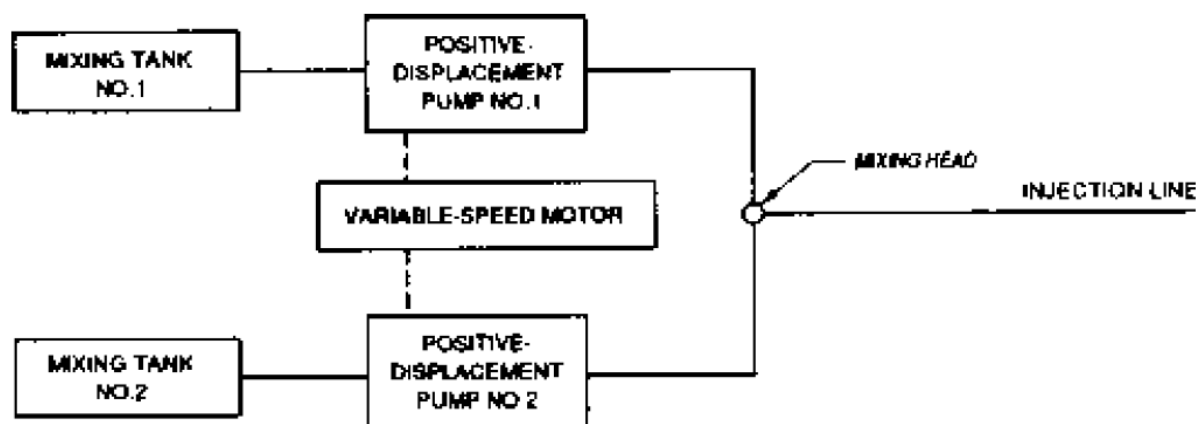 MIXING TANK
NO.1
POSITIVE-
DISPLACEMENT
PUMP NO.1
MIXING HEAD
INJECTION LINE
VARIABLE-SPEED MOTOR
MIXING TANK
NO.2
POSITIVE-
DISPLACEMENT
PUMP NO 2